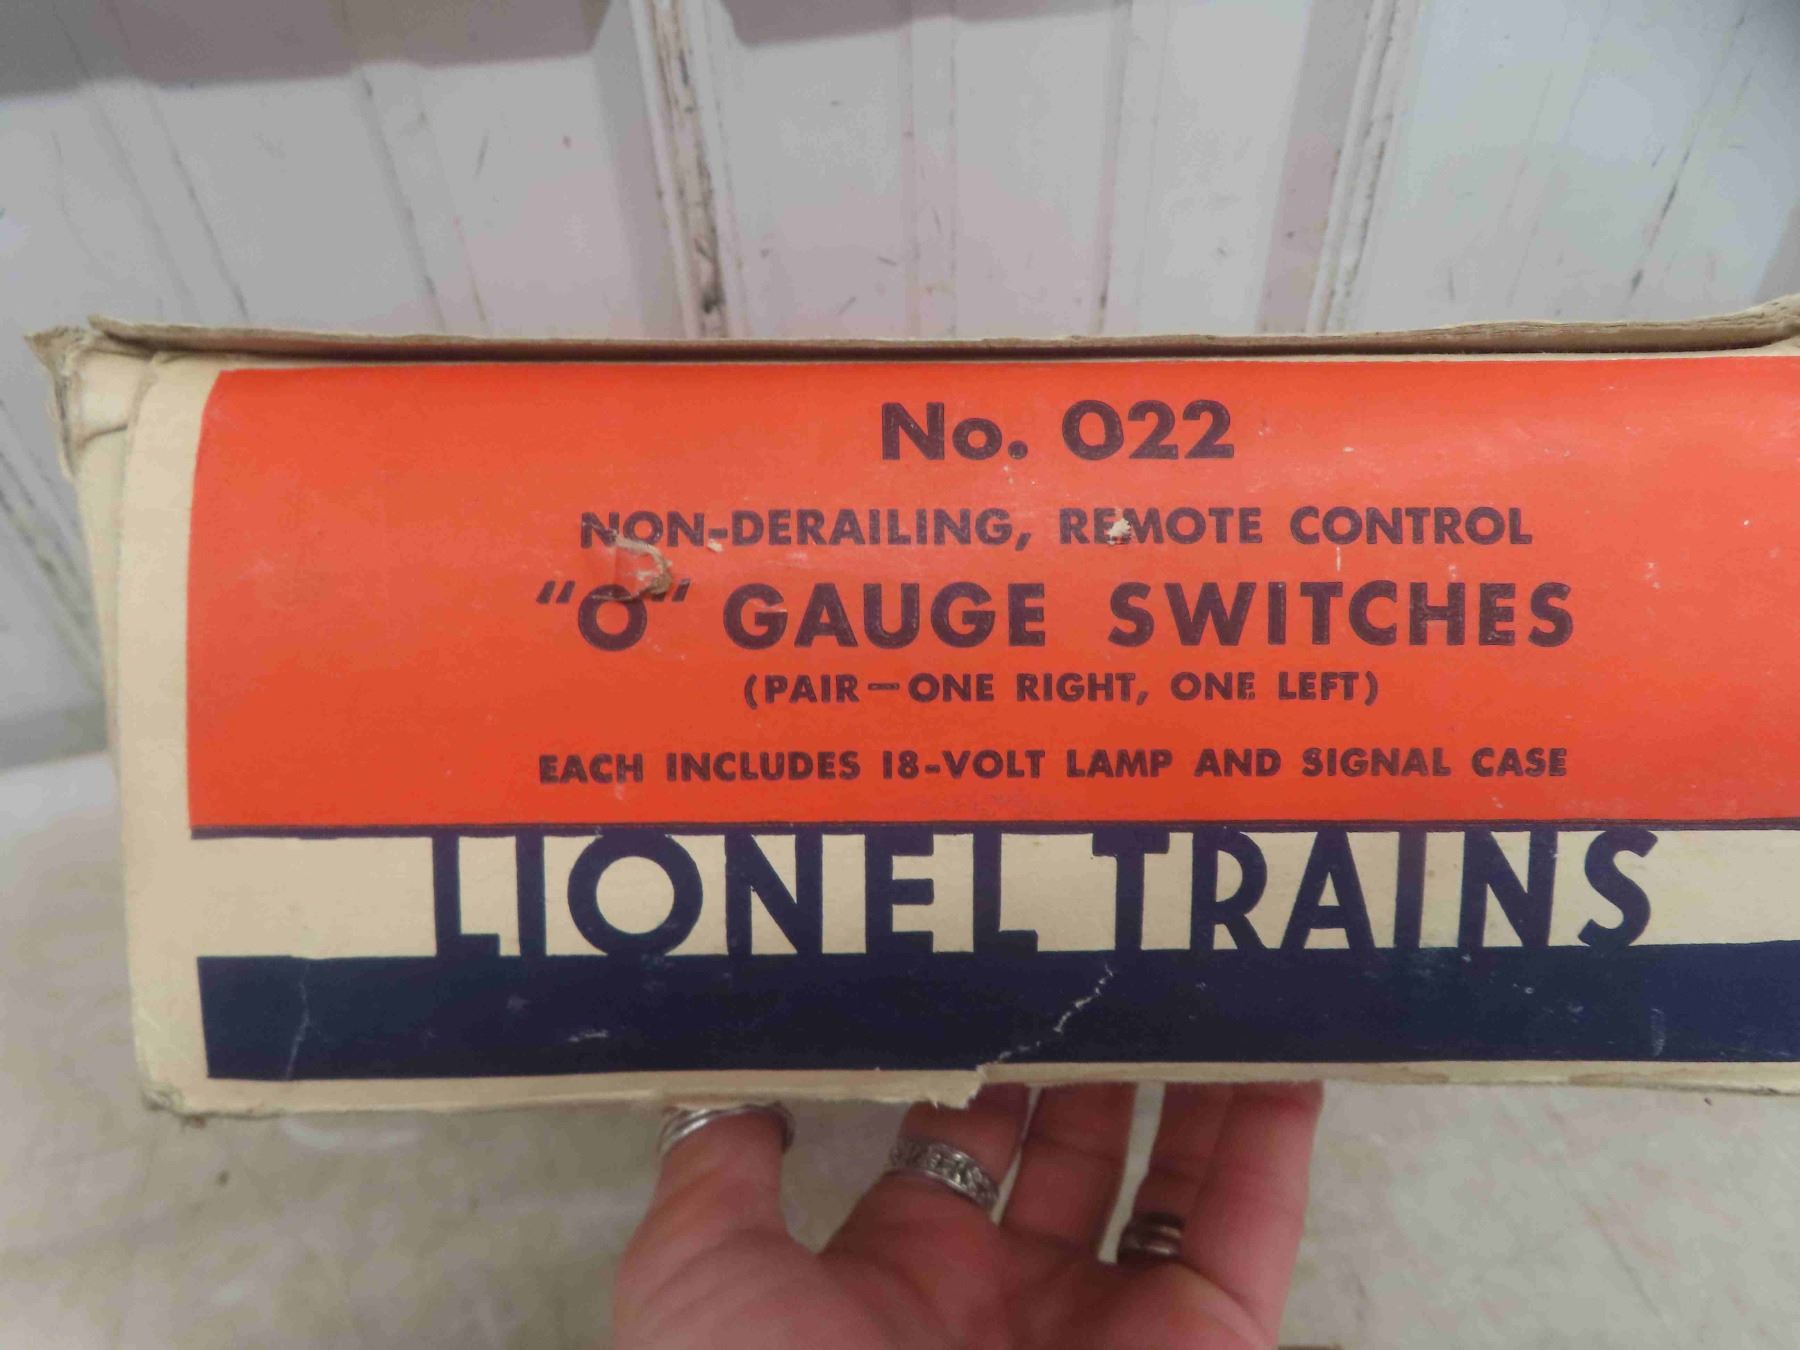 No. 022
NON-DERAILING, REMOTE CONTROL
"O" GAUGE SWITCHES
(PAIR—ONE RIGHT, ONE LEFT)
EACH INCLUDES 18-VOLT LAMP AND SIGNAL CASE
LIONEL TRAINS